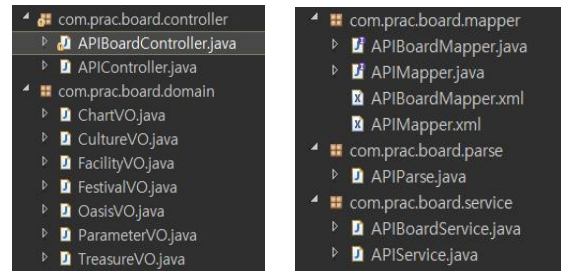 com.prac.board.controller
APIBoardController.java
APIController.java
com.prac.board.domain
ChartVO.java
CultureVO.java
FacilityVO.java
FestivalVO.java
OasisVO.java
ParameterVO.java
TreasureVO.java
com.prac.board.mapper
APIBoardMapper.java
APIMapper.java
APIBoardMapper.xml
APIMapper.xml
com.prac.board.parse
APIParse.java
com.prac.board.service
APIBoardService.java
APIService.java